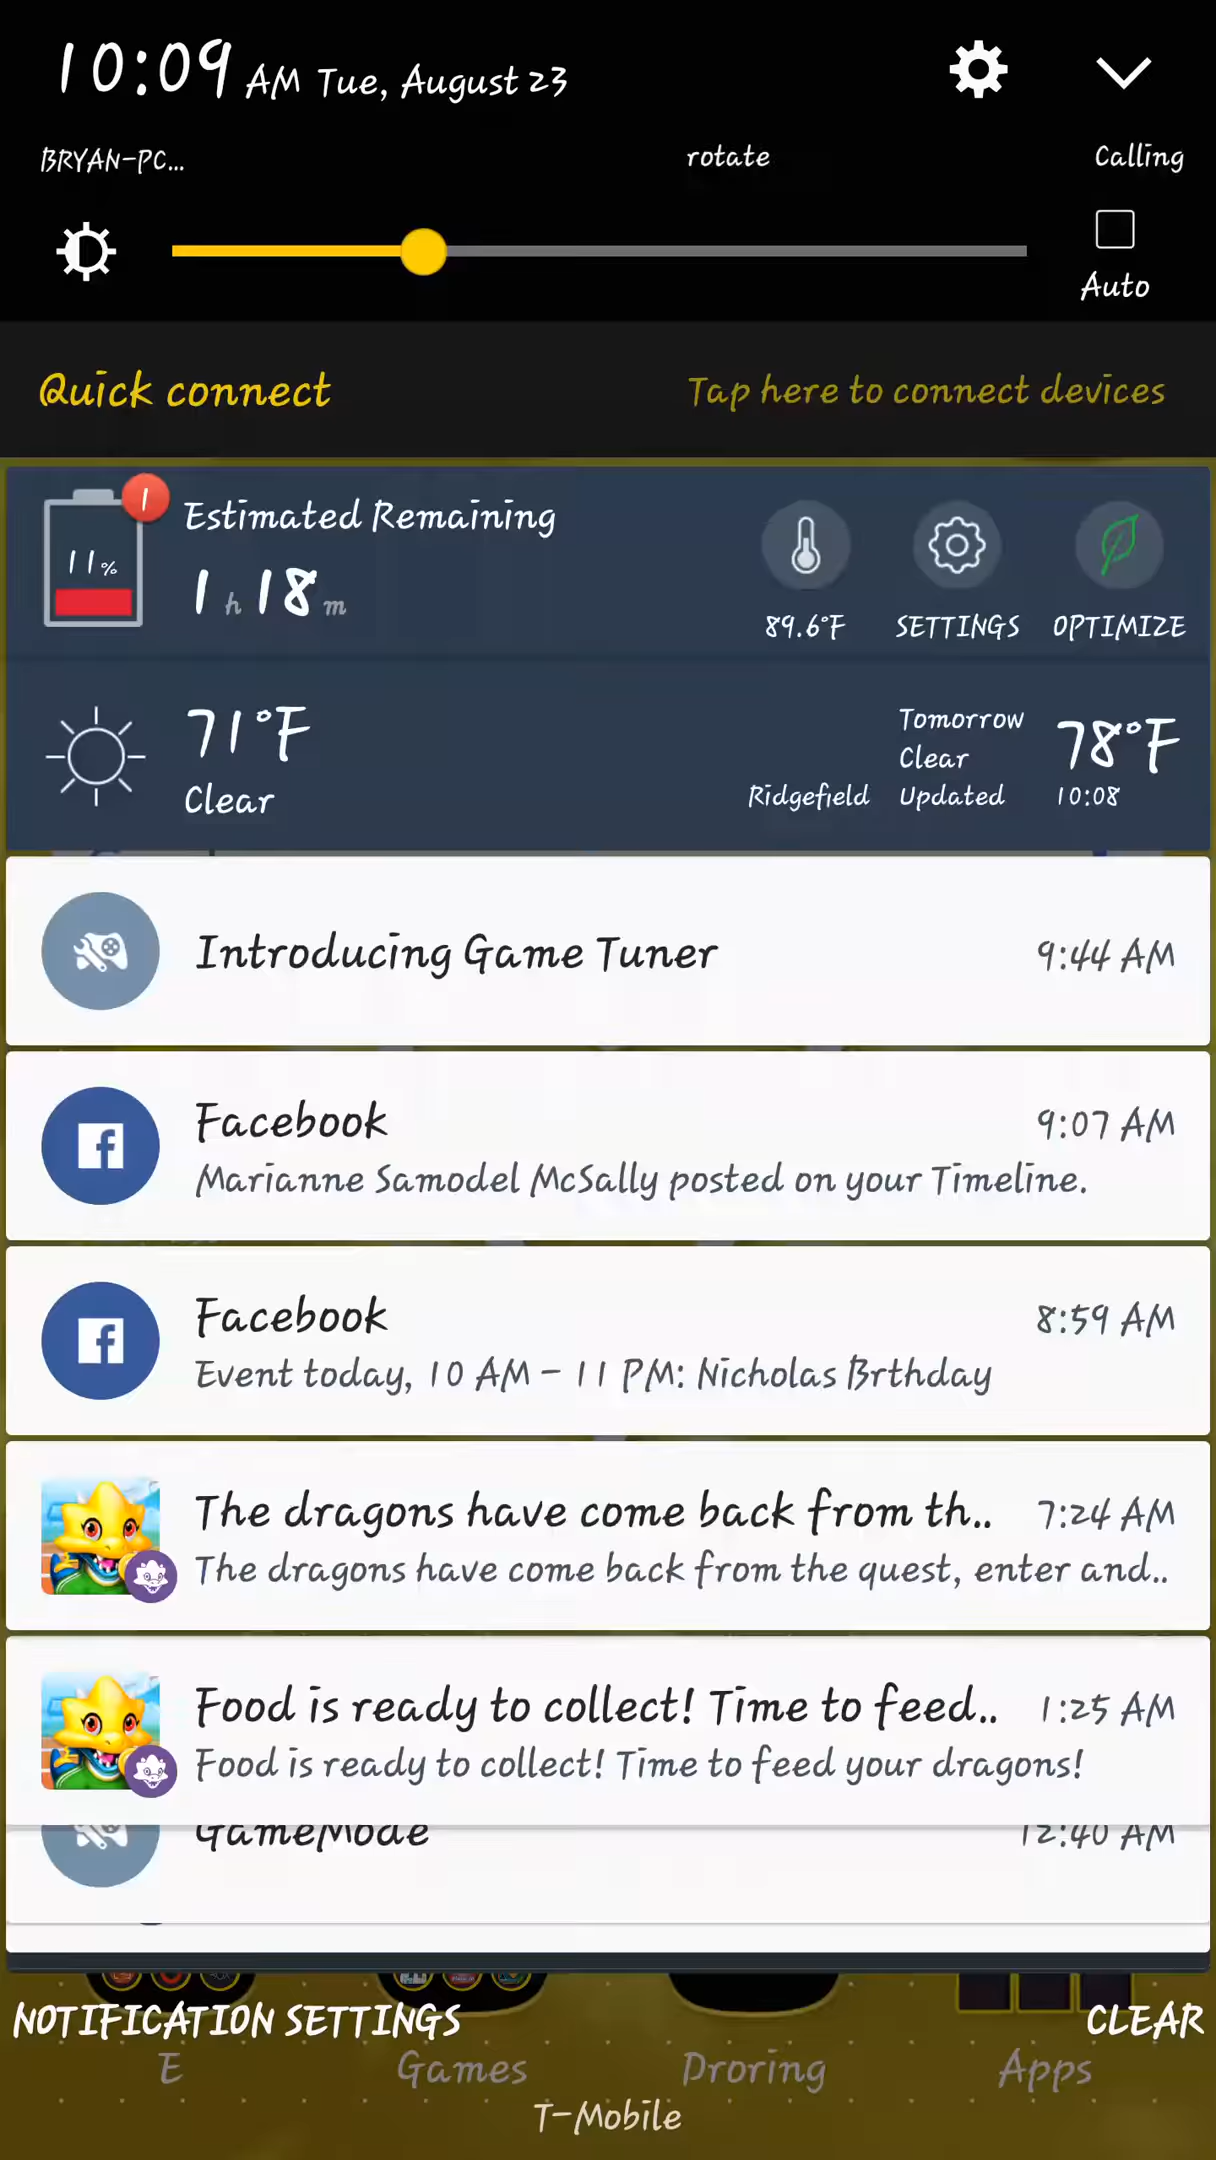 10:09 AM Tue, August 23
BRYAN-PC... rotate Calling
Auto
Quick connect Tap here to connect devices
1
11%
Estimated Remaining
1 h 18 m
89.6°F SETTINGS OPTIMIZE
71°F
Clear
Ridgefield
Tomorrow
Clear
Updated
78°F
10:08
Introducing Game Tuner 9:44 AM
Facebook 9:07 AM
Marianne Samodel McSally posted on your Timeline.
Facebook 8:59 AM
Event today, 10 AM - 11 PM: Nicholas Brthday
The dragons have come back from th.. 7:24 AM
The dragons have come back from the quest, enter and..
Food is ready to collect! Time to feed.. 1:25 AM
Food is ready to collect! Time to feed your dragons!
GameMode 12:40 AM
NOTIFICATION SETTINGS CLEAR
E Games Droring Apps
T-Mobile